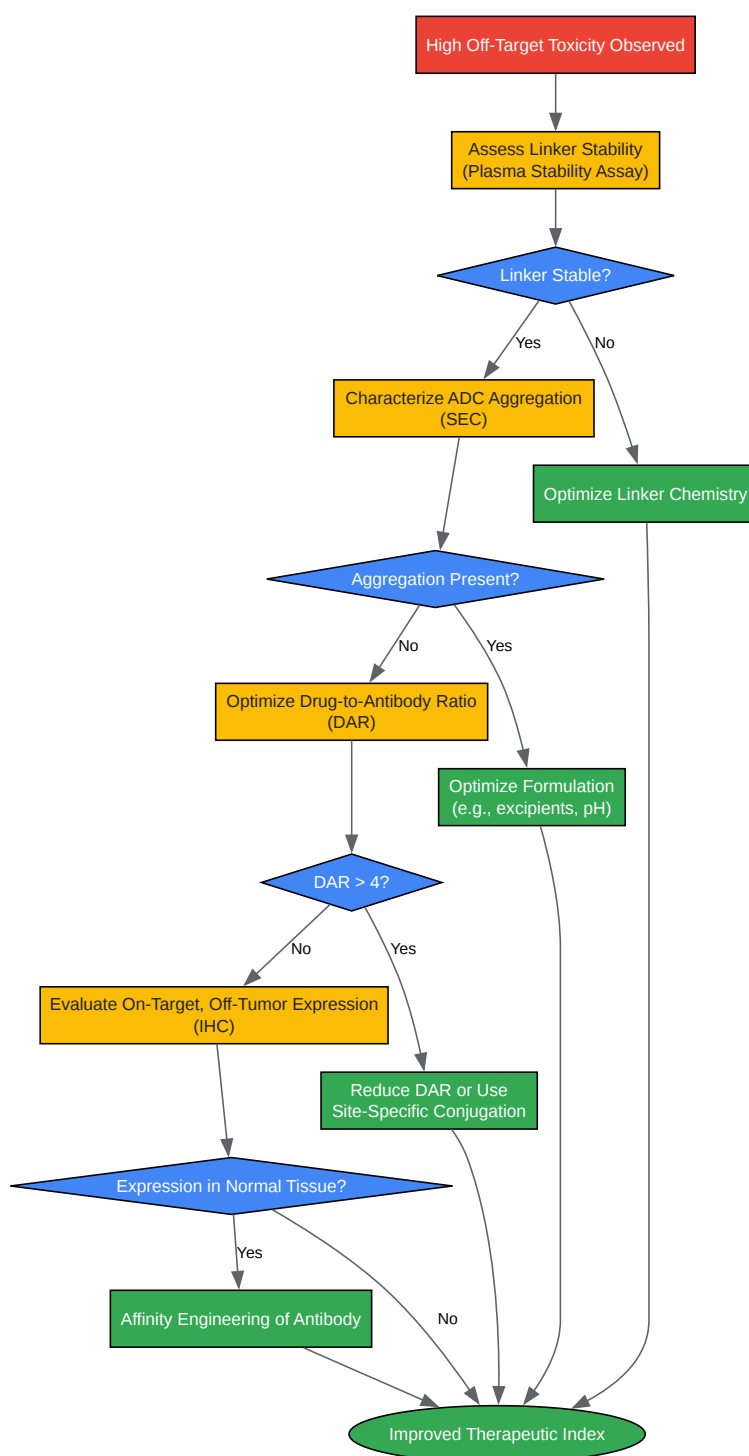 High Off-Target Toxicity Observed
Assess Linker Stability
(Plasma Stability Assay)
Linker Stable?
Yes
No
Characterize ADC Aggregation
(SEC)
Optimize Linker Chemistry
Aggregation Present?
No
Yes
Optimize Drug-to-Antibody Ratio
(DAR)
Optimize Formulation
(e.g., excipients, pH)
DAR > 4?
No
Yes
Evaluate On-Target, Off-Tumor Expression
(IHC)
Reduce DAR or Use
Site-Specific Conjugation
Expression in Normal Tissue?
Yes
No
Affinity Engineering of Antibody
Improved Therapeutic Index